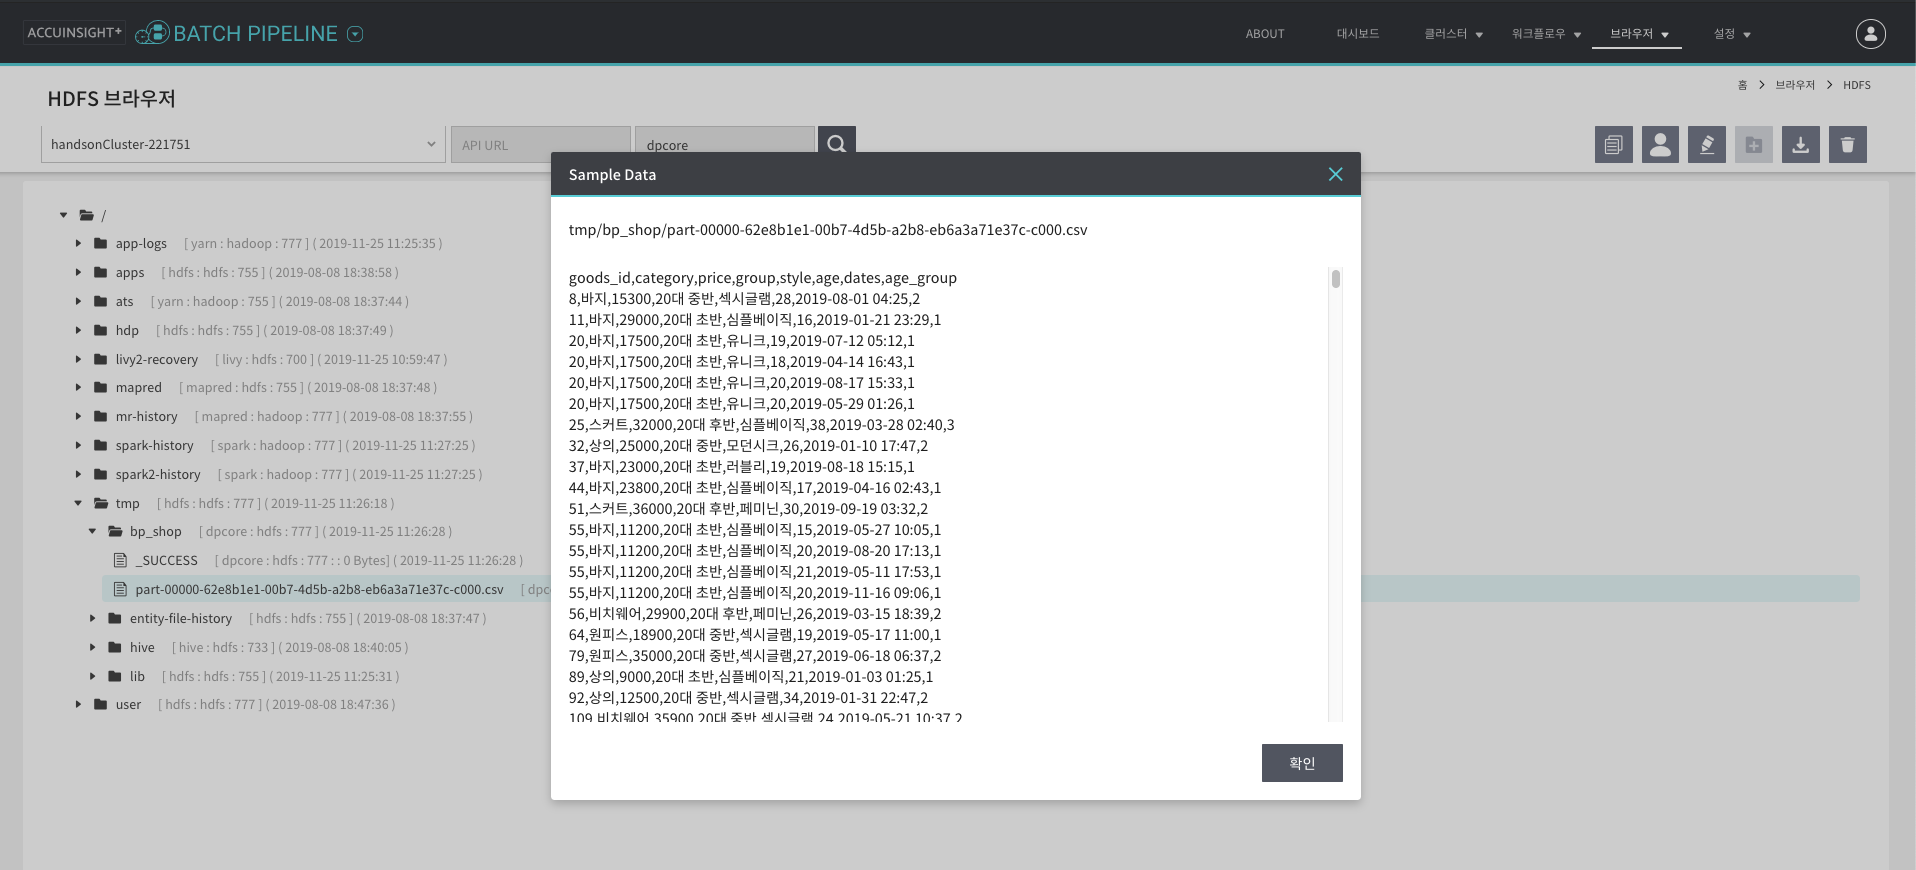 ACCUINSIGHT+ BATCH PIPELINE
ABOUT 대시보드 클러스터 워크플로우 브라우저 설정
HDFS 브라우저
홈 > 브라우저 > HDFS
handsonCluster-221751 API URL dpcore
Sample Data
tmp/bp_shop/part-00000-62e8b1e1-00b7-4d5b-a2b8-eb6a3a71e37c-c000.csv
goods_id,category,price,group,style,age,dates,age_group
8,바지,15300,20대 중반,섹시글램,28,2019-08-01 04:25,2
11,바지,29000,20대 초반,심플베이직,16,2019-01-21 23:29,1
20,바지,17500,20대 초반,유니크,19,2019-07-12 05:12,1
20,바지,17500,20대 초반,유니크,18,2019-04-14 16:43,1
20,바지,17500,20대 초반,유니크,20,2019-08-17 15:33,1
20,바지,17500,20대 초반,유니크,20,2019-05-29 01:26,1
25,스커트,32000,20대 후반,심플베이직,38,2019-03-28 02:40,3
32,상의,25000,20대 중반,모던시크,26,2019-01-10 17:47,2
37,바지,23000,20대 초반,러블리,19,2019-08-18 15:15,1
44,바지,23800,20대 초반,심플베이직,17,2019-04-16 02:43,1
51,스커트,36000,20대 후반,페미닌,30,2019-09-19 03:32,2
55,바지,11200,20대 초반,심플베이직,15,2019-05-27 10:05,1
55,바지,11200,20대 초반,심플베이직,20,2019-08-20 17:13,1
55,바지,11200,20대 초반,심플베이직,21,2019-05-11 17:53,1
55,바지,11200,20대 초반,심플베이직,20,2019-11-16 09:06,1
56,비치웨어,29900,20대 후반,페미닌,26,2019-03-15 18:39,2
64,원피스,18900,20대 중반,섹시글램,19,2019-05-17 11:00,1
79,원피스,35000,20대 중반,섹시글램,27,2019-06-18 06:37,2
89,상의,9000,20대 초반,심플베이직,21,2019-01-03 01:25,1
92,상의,12500,20대 중반,섹시글램,34,2019-01-31 22:47,2
109,비치웨어,35900,20대 중반,섹시글램,24,2019-05-21 10:37,2
확인
/
app-logs [ yarn : hadoop : 777 ] ( 2019-11-25 11:25:35 )
apps [ hdfs : hdfs : 755 ] ( 2019-08-08 18:38:58 )
ats [ yarn : hadoop : 755 ] ( 2019-08-08 18:37:44 )
hdp [ hdfs : hdfs : 755 ] ( 2019-08-08 18:37:49 )
livy2-recovery [ livy : hdfs : 700 ] ( 2019-11-25 10:59:47 )
mapred [ mapred : hdfs : 755 ] ( 2019-08-08 18:37:48 )
mr-history [ mapred : hadoop : 777 ] ( 2019-08-08 18:37:55 )
spark-history [ spark : hadoop : 777 ] ( 2019-11-25 11:27:25 )
spark2-history [ spark : hadoop : 777 ] ( 2019-11-25 11:27:25 )
tmp [ hdfs : hdfs : 777 ] ( 2019-11-25 11:26:18 )
bp_shop [ dpcore : hdfs : 777 ] ( 2019-11-25 11:26:28 )
_SUCCESS [ dpcore : hdfs : 777 : : 0 Bytes] ( 2019-11-25 11:26:28 )
part-00000-62e8b1e1-00b7-4d5b-a2b8-eb6a3a71e37c-c000.csv [ dpc
entity-file-history [ hdfs : hdfs : 755 ] ( 2019-08-08 18:37:47 )
hive [ hive : hdfs : 733 ] ( 2019-08-08 18:40:05 )
lib [ hdfs : hdfs : 755 ] ( 2019-11-25 11:25:31 )
user [ hdfs : hdfs : 777 ] ( 2019-08-08 18:47:36 )